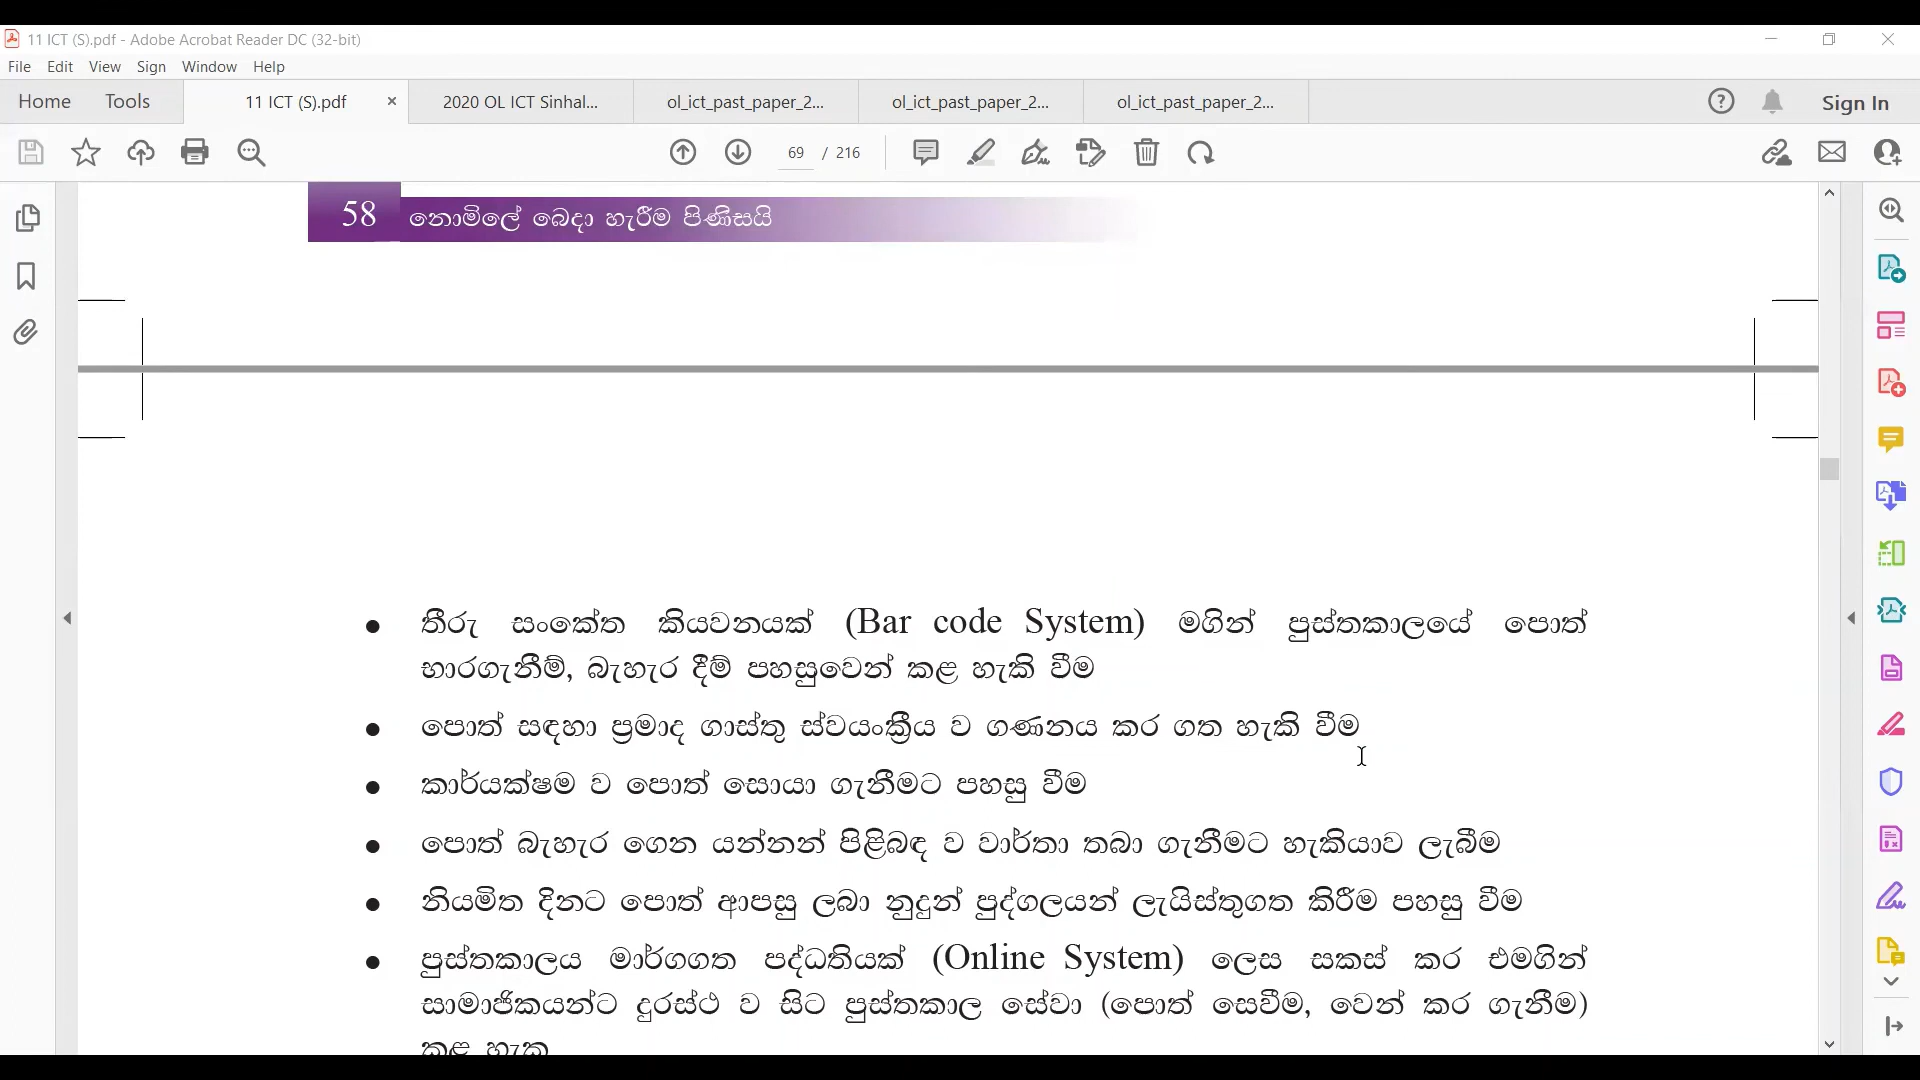 11 ICT (S).pdf - Adobe Acrobat Reader DC (32-bit)
File Edit View Sign Window Help
Home Tools 11 ICT (S).pdf × 2020 OL ICT Sinhal... ol_ict_past_paper_2... ol_ict_past_paper_2... ol_ict_past_paper_2... Sign In
69 / 216
58 නොමිලේ බෙදා හැරීම පිණිසයි
● තීරු සංකේත කියවනයක් (Bar code System) මගින් පුස්තකාලයේ පොත්
භාරගැනීම්, බැහැර දීම් පහසුවෙන් කළ හැකි වීම
● පොත් සඳහා ප්‍රමාද ගාස්තු ස්වයංක්‍රීය ව ගණනය කර ගත හැකි වීම
● කාර්යක්ෂම ව පොත් සොයා ගැනීමට පහසු වීම
● පොත් බැහැර ගෙන යන්නන් පිළිබඳ ව වාර්තා තබා ගැනීමට හැකියාව ලැබීම
● නියමිත දිනට පොත් ආපසු ලබා නුදුන් පුද්ගලයන් ලැයිස්තුගත කිරීම පහසු වීම
● පුස්තකාලය මාර්ගගත පද්ධතියක් (Online System) ලෙස සකස් කර එමගින්
සාමාජිකයන්ට දුරස්ථ ව සිට පුස්තකාල සේවා (පොත් සෙවීම, වෙන් කර ගැනීම)
කළ හැක